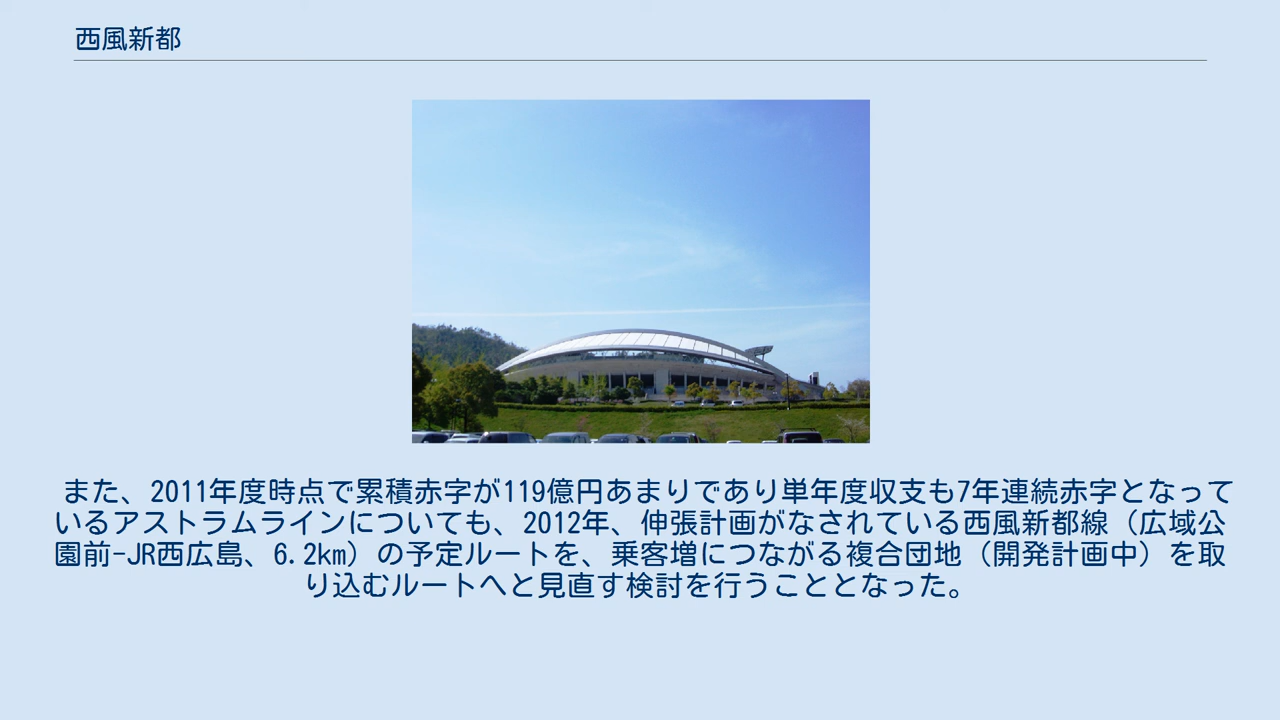 西風新都
また、2011年度時点で累積赤字が119億円あまりであり単年度収支も7年連続赤字となって
いるアストラムラインについても、2012年、伸張計画がなされている西風新都線（広域公
園前-JR西広島、6.2km）の予定ルートを、乗客増につながる複合団地（開発計画中）を取
り込むルートへと見直す検討を行うこととなった。